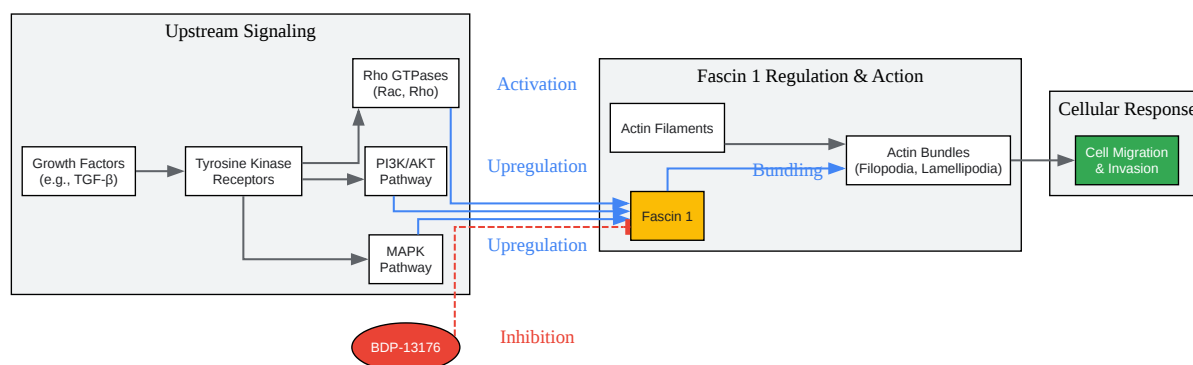 Upstream Signaling
Rho GTPases
(Rac, Rho)
Growth Factors
(e.g., TGF-β)
Tyrosine Kinase
Receptors
PI3K/AKT
Pathway
MAPK
Pathway
BDP-13176
Activation
Upregulation
Upregulation
Inhibition
Fascin 1 Regulation & Action
Actin Filaments
Fascin 1
Bundling
Actin Bundles
(Filopodia, Lamellipodia)
Cellular Response
Cell Migration
& Invasion